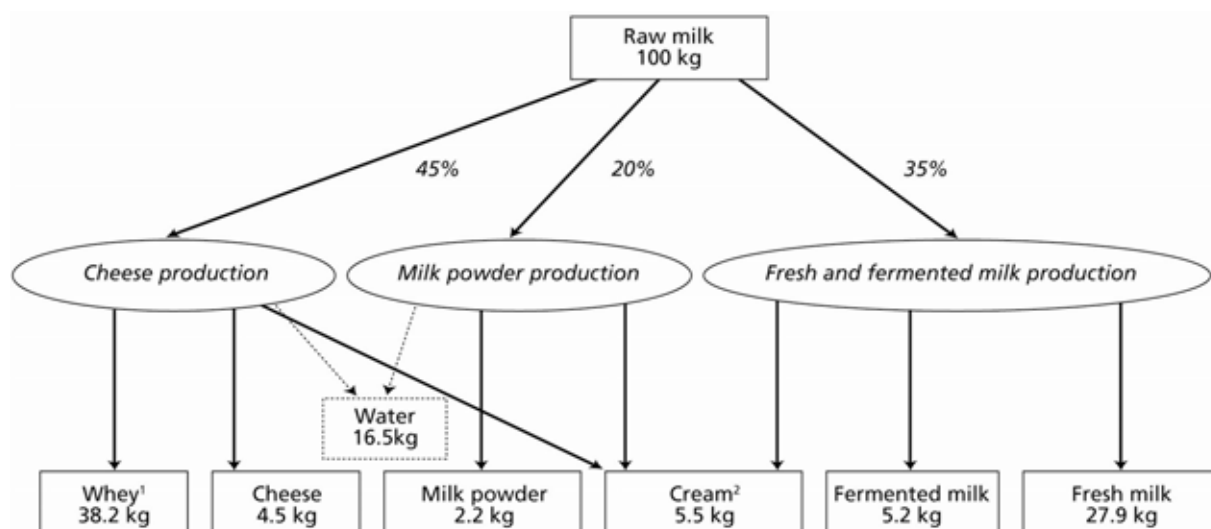 Raw milk
100 kg
45%
20%
35%
Cheese production
Milk powder production
Fresh and fermented milk production
Water
16.5kg
Whey¹
38.2 kg
Cheese
4.5 kg
Milk powder
2.2 kg
Cream²
5.5 kg
Fermented milk
5.2 kg
Fresh milk
27.9 kg